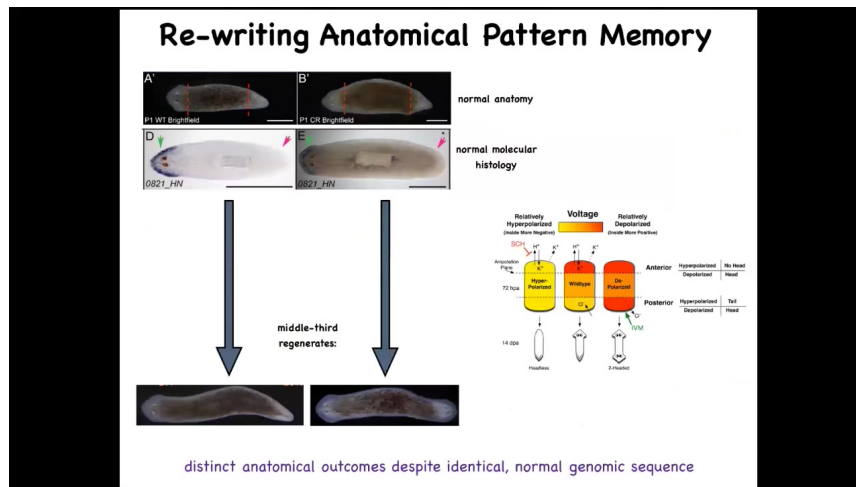 Re-writing Anatomical Pattern Memory
A'
P1 WT Brightfield
B'
P1 CR Brightfield
normal anatomy
D
0821_HN
E
0821_HN
normal molecular
histology
middle-third
regenerates:
Voltage
Relatively
Hyperpolarized
(Inside More Negative)
Relatively
Depolarized
(Inside More Positive)
SCH
H+
K+
H+
K+
K+
K+
Amputation
Plane
72 hpa
Hyper-
Polarized
Wildtype
De-
Polarized
Cl-
Cl-
IVM
Anterior
Hyperpolarized No Head
Depolarized Head
Posterior
Hyperpolarized Tail
Depolarized Head
14 dpa
Headless
2-Headed
distinct anatomical outcomes despite identical, normal genomic sequence